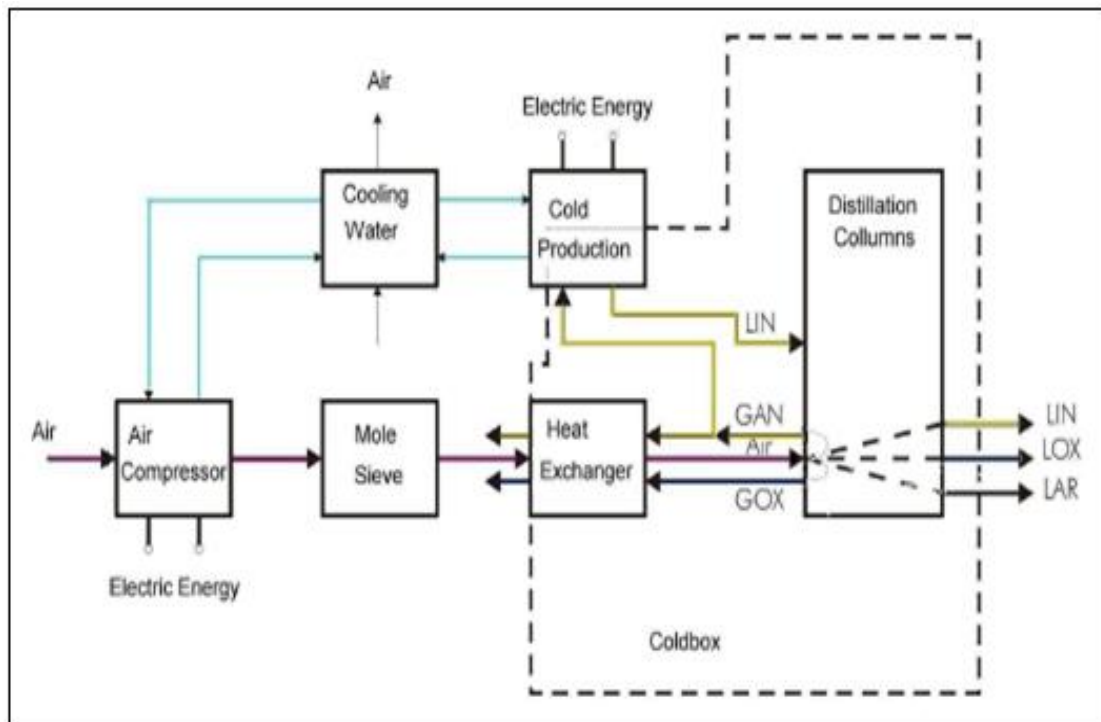 Air
Electric Energy
Cooling
Water
Cold
Production
Distillation
Collumns
LIN
Air
Air
Compressor
Mole
Sieve
Heat
Exchanger
GAN
Air
GOX
LIN
LOX
LAR
Electric Energy
Coldbox